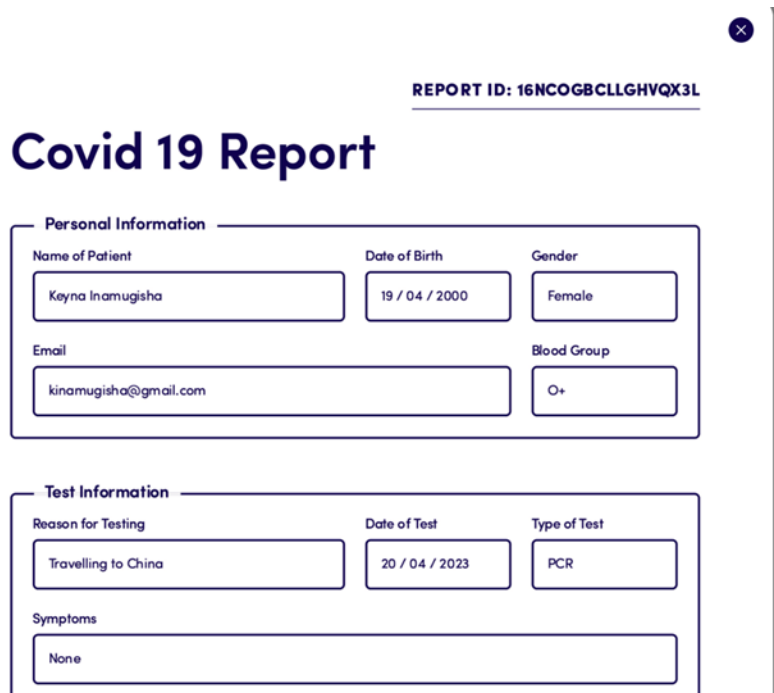 REPORT ID: 16NCOGBCLLGHVQX3L
Covid 19 Report
Personal Information
Name of Patient Date of Birth Gender
Keyna Inamugisha 19 / 04 / 2000 Female
Email Blood Group
kinamugisha@gmail.com O+
Test Information
Reason for Testing Date of Test Type of Test
Travelling to China 20 / 04 / 2023 PCR
Symptoms
None